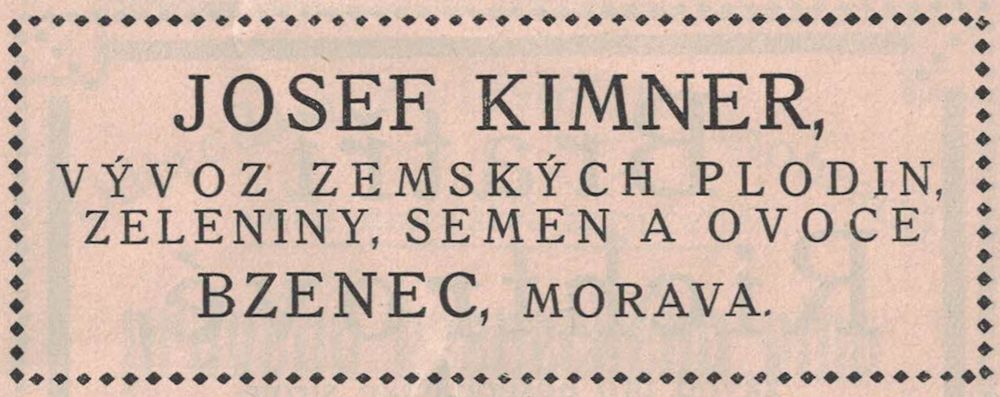 JOSEF KIMNER,
VÝVOZ ZEMSKÝCH PLODIN,
ZELENINY, SEMEN A OVOCE
BZENEC, MORAVA.